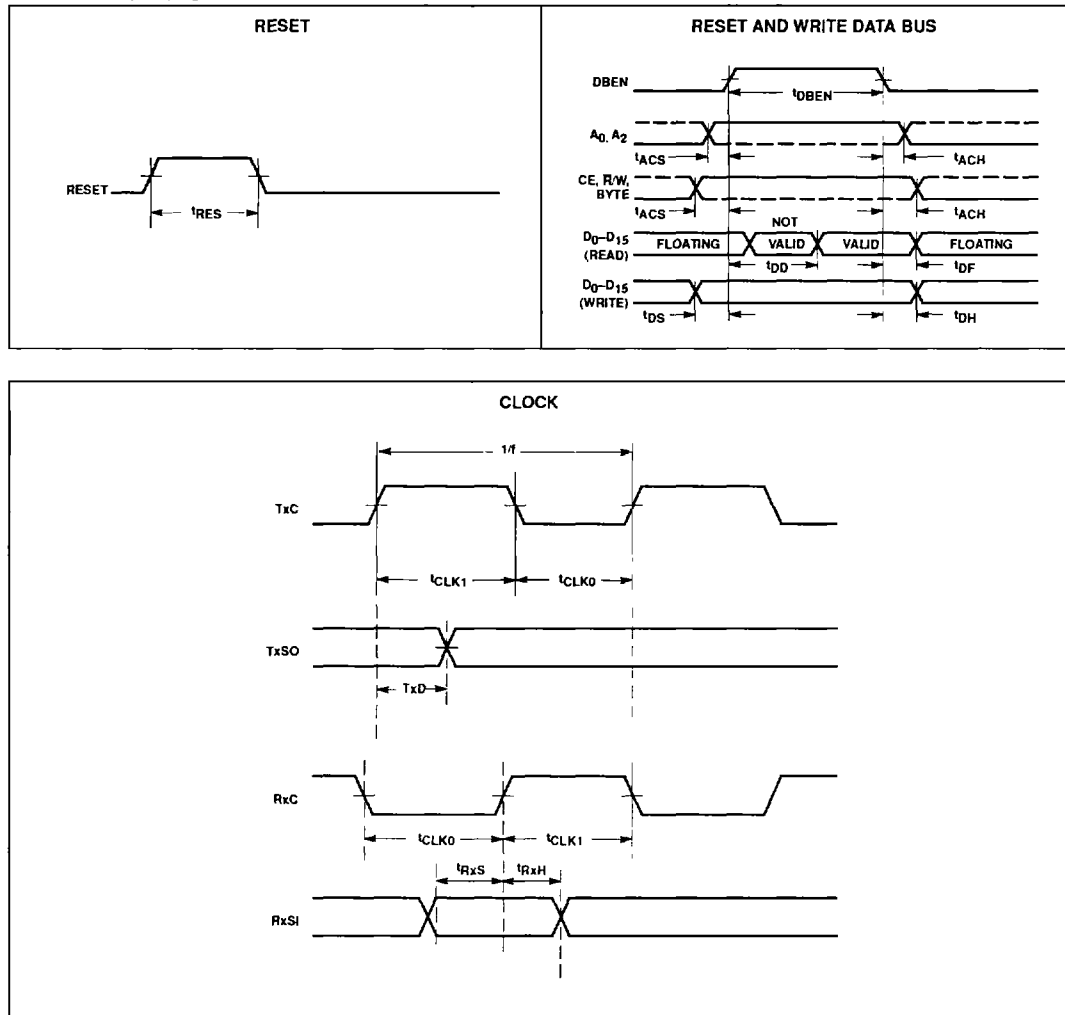 RESET
RESET
tRES
RESET AND WRITE DATA BUS
DBEN
tDBEN
A0, A2
tACS
tACH
CE, R̅/W,
BYTE
tACS
tACH
NOT
D0–D15
(READ)
FLOATING
VALID
VALID
FLOATING
tDD
tDF
D0–D15
(WRITE)
tDS
tDH
CLOCK
1/f
TxC
tCLK1
tCLK0
TxSO
TxD
RxC
tCLK0
tCLK1
tRxS
tRxH
RxSI